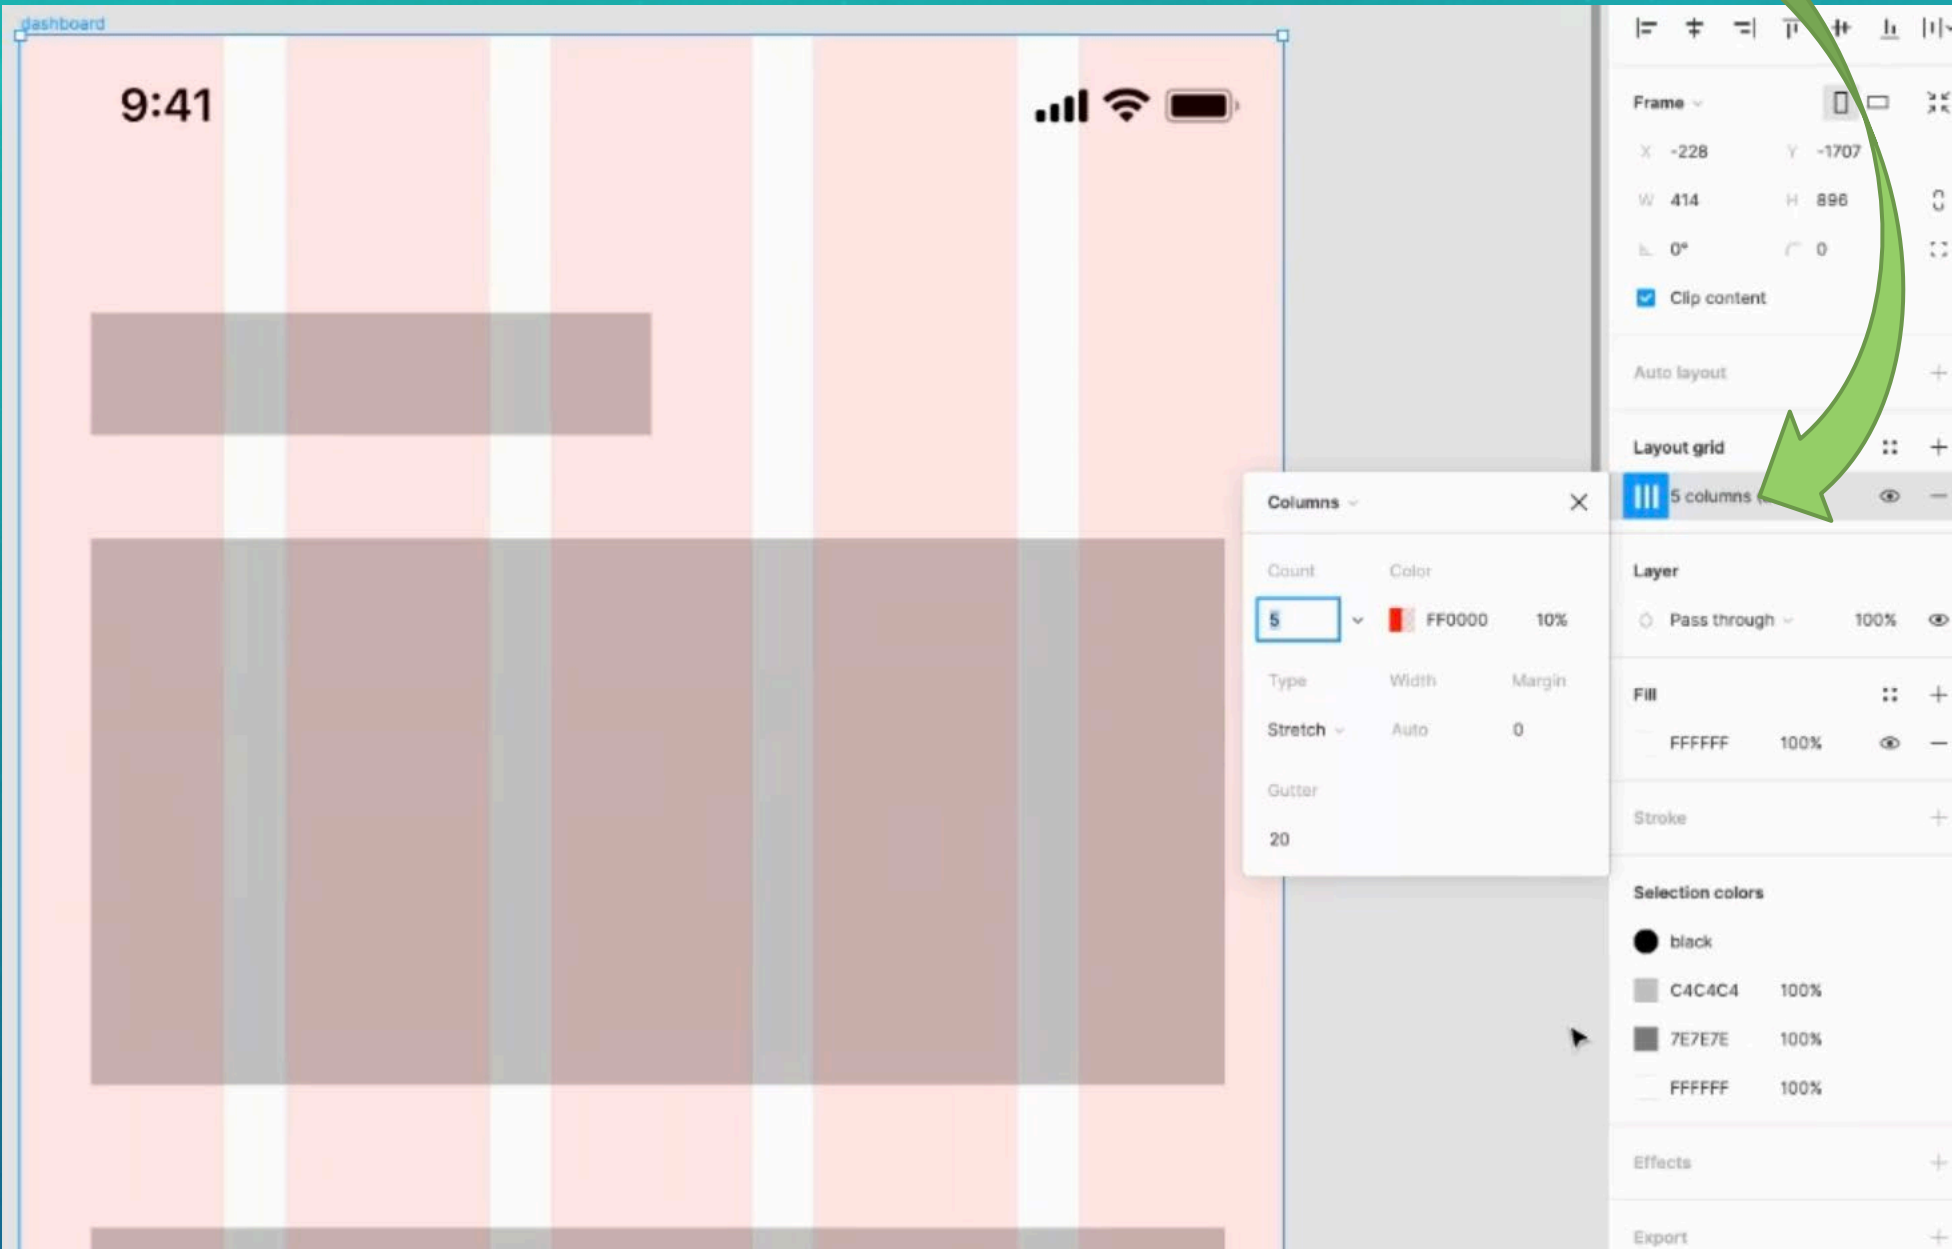 dashboard
9:41
Frame
X -228 Y -1707
W 414 H 896
0° 0
Clip content
Auto layout
Layout grid
5 columns
Columns
Count Color
5 FF0000 10%
Type Width Margin
Stretch Auto 0
Gutter
20
Layer
Pass through 100%
Fill
FFFFFF 100%
Stroke
Selection colors
black
C4C4C4 100%
7E7E7E 100%
FFFFFF 100%
Effects
Export